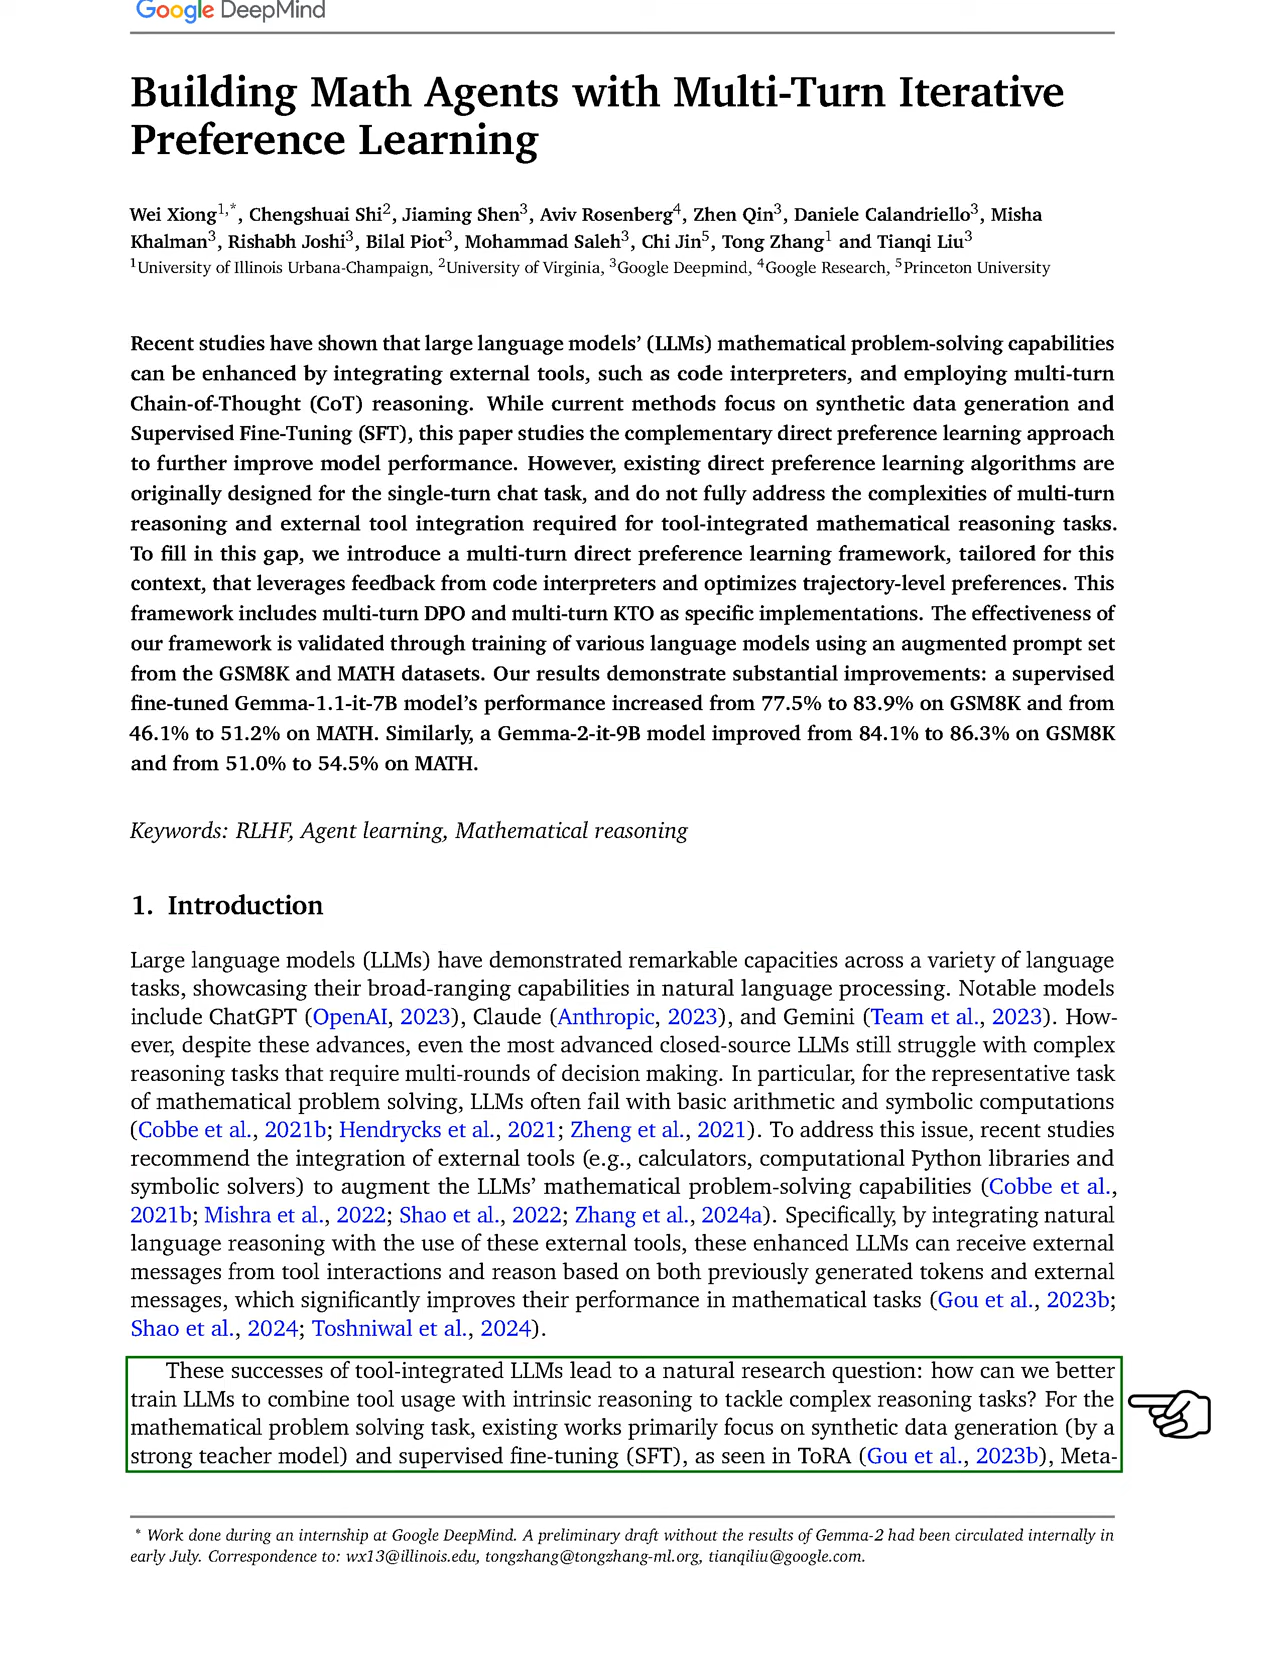 Google DeepMind
Building Math Agents with Multi-Turn Iterative
Preference Learning
Wei Xiong1,*, Chengshuai Shi2, Jiaming Shen3, Aviv Rosenberg4, Zhen Qin3, Daniele Calandriello3, Misha
Khalman3, Rishabh Joshi3, Bilal Piot3, Mohammad Saleh3, Chi Jin5, Tong Zhang1 and Tianqi Liu3
1University of Illinois Urbana-Champaign, 2University of Virginia, 3Google Deepmind, 4Google Research, 5Princeton University
Recent studies have shown that large language models’ (LLMs) mathematical problem-solving capabilities
can be enhanced by integrating external tools, such as code interpreters, and employing multi-turn
Chain-of-Thought (CoT) reasoning. While current methods focus on synthetic data generation and
Supervised Fine-Tuning (SFT), this paper studies the complementary direct preference learning approach
to further improve model performance. However, existing direct preference learning algorithms are
originally designed for the single-turn chat task, and do not fully address the complexities of multi-turn
reasoning and external tool integration required for tool-integrated mathematical reasoning tasks.
To fill in this gap, we introduce a multi-turn direct preference learning framework, tailored for this
context, that leverages feedback from code interpreters and optimizes trajectory-level preferences. This
framework includes multi-turn DPO and multi-turn KTO as specific implementations. The effectiveness of
our framework is validated through training of various language models using an augmented prompt set
from the GSM8K and MATH datasets. Our results demonstrate substantial improvements: a supervised
fine-tuned Gemma-1.1-it-7B model’s performance increased from 77.5% to 83.9% on GSM8K and from
46.1% to 51.2% on MATH. Similarly, a Gemma-2-it-9B model improved from 84.1% to 86.3% on GSM8K
and from 51.0% to 54.5% on MATH.
Keywords: RLHF, Agent learning, Mathematical reasoning
1. Introduction
Large language models (LLMs) have demonstrated remarkable capacities across a variety of language
tasks, showcasing their broad-ranging capabilities in natural language processing. Notable models
include ChatGPT (OpenAI, 2023), Claude (Anthropic, 2023), and Gemini (Team et al., 2023). How-
ever, despite these advances, even the most advanced closed-source LLMs still struggle with complex
reasoning tasks that require multi-rounds of decision making. In particular, for the representative task
of mathematical problem solving, LLMs often fail with basic arithmetic and symbolic computations
(Cobbe et al., 2021b; Hendrycks et al., 2021; Zheng et al., 2021). To address this issue, recent studies
recommend the integration of external tools (e.g., calculators, computational Python libraries and
symbolic solvers) to augment the LLMs’ mathematical problem-solving capabilities (Cobbe et al.,
2021b; Mishra et al., 2022; Shao et al., 2022; Zhang et al., 2024a). Specifically, by integrating natural
language reasoning with the use of these external tools, these enhanced LLMs can receive external
messages from tool interactions and reason based on both previously generated tokens and external
messages, which significantly improves their performance in mathematical tasks (Gou et al., 2023b;
Shao et al., 2024; Toshniwal et al., 2024).
These successes of tool-integrated LLMs lead to a natural research question: how can we better
train LLMs to combine tool usage with intrinsic reasoning to tackle complex reasoning tasks? For the
mathematical problem solving task, existing works primarily focus on synthetic data generation (by a
strong teacher model) and supervised fine-tuning (SFT), as seen in ToRA (Gou et al., 2023b), Meta-
* Work done during an internship at Google DeepMind. A preliminary draft without the results of Gemma-2 had been circulated internally in
early July. Correspondence to: wx13@illinois.edu, tongzhang@tongzhang-ml.org, tianqiliu@google.com.